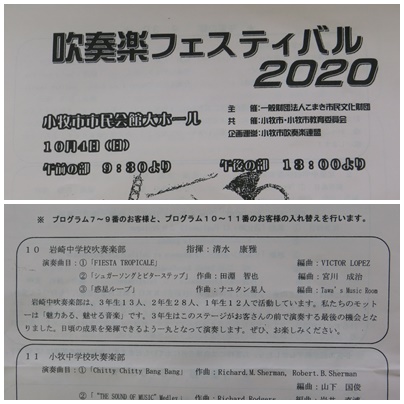 吹奏楽フェスティバル
2020
小牧市市民会館大ホール
主 催:一般財団法人こまき市民文化財団
10月4日(日)
共 催:小牧市・小牧市教育委員会
企画運営:小牧市吹奏楽連盟
午前の部 9:30より 午後の部 13:00より
※ プログラム7~9番のお客様と、プログラム10~11番のお客様の入れ替えを行います。
10 岩崎中学校吹奏楽部 指揮:清水 康雅
演奏曲目:①「FIESTA TROPICALE」 編曲:VICTOR LOPEZ
②「シュガーソングとビターステップ」 作曲:田淵 智也 編曲:宮川 成治
③「惑星ループ」 作曲:ナユタン星人 編曲:Tawa's Music Room
岩崎中吹奏楽部は、3年生13人、2年生28人、1年生12人で活動しています。私たちのモット
ーは「魅力ある、魅せる音楽」です。3年生はこのステージがお客さんの前で演奏する最後の機会とな
りました。日頃の成果を発揮できるよう一丸となって演奏します。ぜひ、お楽しみください。
11 小牧中学校吹奏楽部
演奏曲目:①「Chitty Chitty Bang Bang」 作曲:Richard, M. Sherman, Robert. B. Sherman
編曲:山下 国俊
②「"THE SOUND OF MUSIC" Medley」 作曲:Richard Rodgers